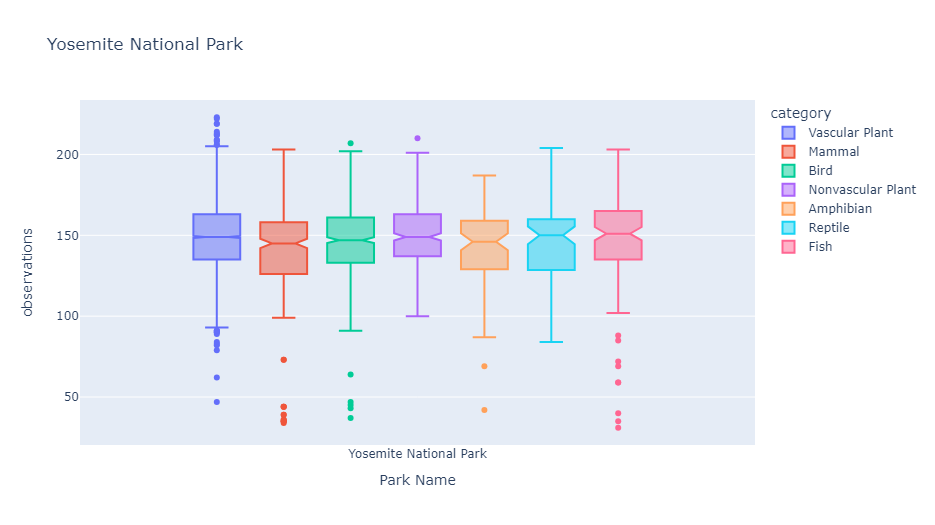 Yosemite National Park
observations
200
150
100
50
Yosemite National Park
Park Name
category
Vascular Plant
Mammal
Bird
Nonvascular Plant
Amphibian
Reptile
Fish